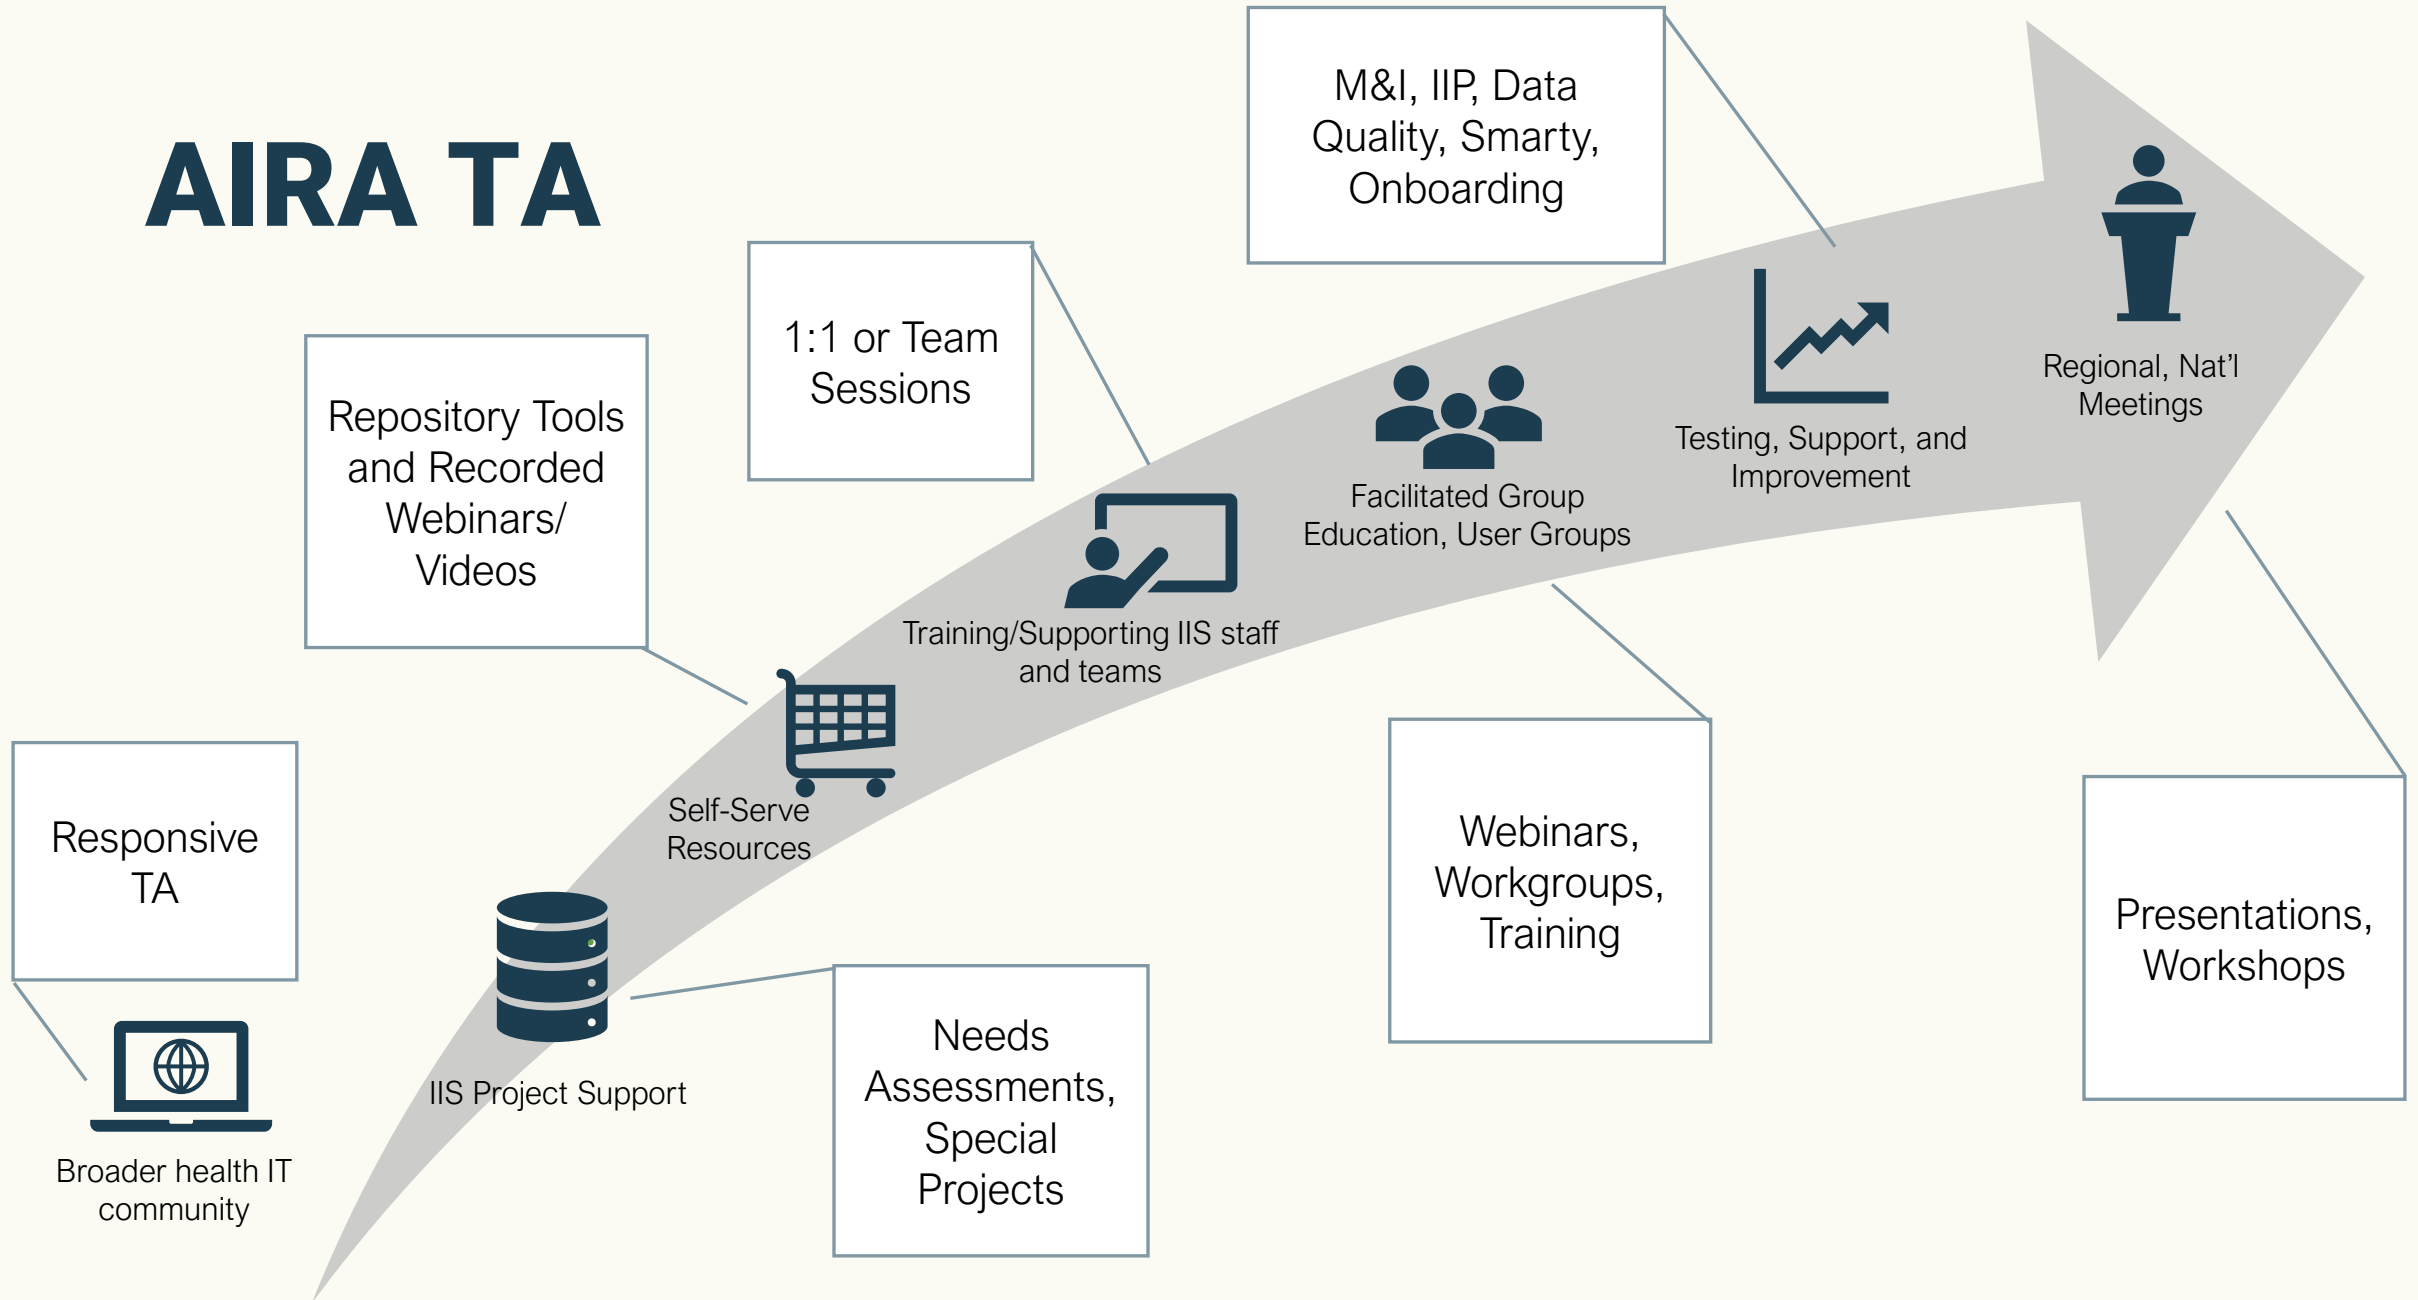 AIRA TA
Responsive
TA
Broader health IT
community
IIS Project Support
Needs
Assessments,
Special
Projects
Repository Tools
and Recorded
Webinars/
Videos
Self-Serve
Resources
1:1 or Team
Sessions
Training/Supporting IIS staff
and teams
Facilitated Group
Education, User Groups
Webinars,
Workgroups,
Training
M&I, IIP, Data
Quality, Smarty,
Onboarding
Testing, Support, and
Improvement
Regional, Nat’l
Meetings
Presentations,
Workshops